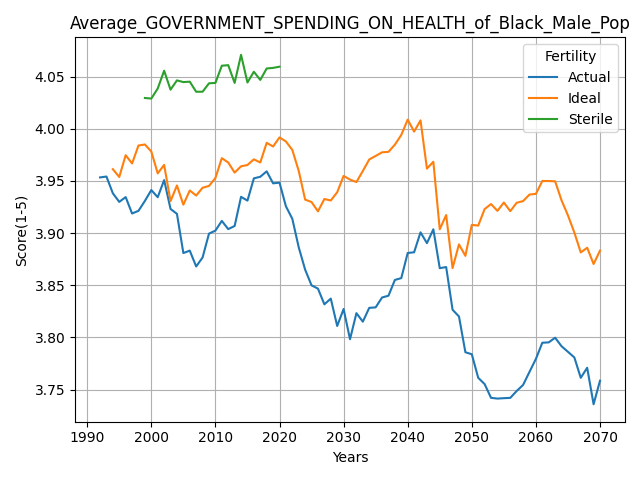 Average_GOVERNMENT_SPENDING_ON_HEALTH_of_Black_Male_Pop
Fertility
Actual
Ideal
Sterile
Score(1-5)
4.05
4.00
3.95
3.90
3.85
3.80
3.75
1990 2000 2010 2020 2030 2040 2050 2060 2070
Years